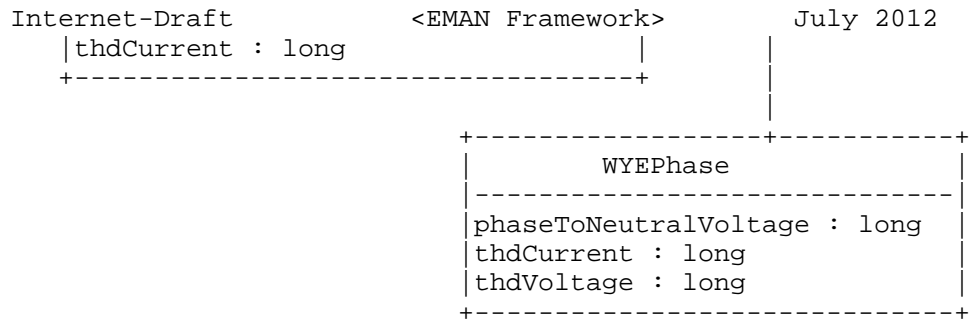 Internet-Draft <EMAN Framework> July 2012
|thdCurrent : long | |
+-----------------------------------+ |
|
+------------------+-----------+
| WYEPhase |
|------------------------------|
|phaseToNeutralVoltage : long |
|thdCurrent : long |
|thdVoltage : long |
+------------------------------+